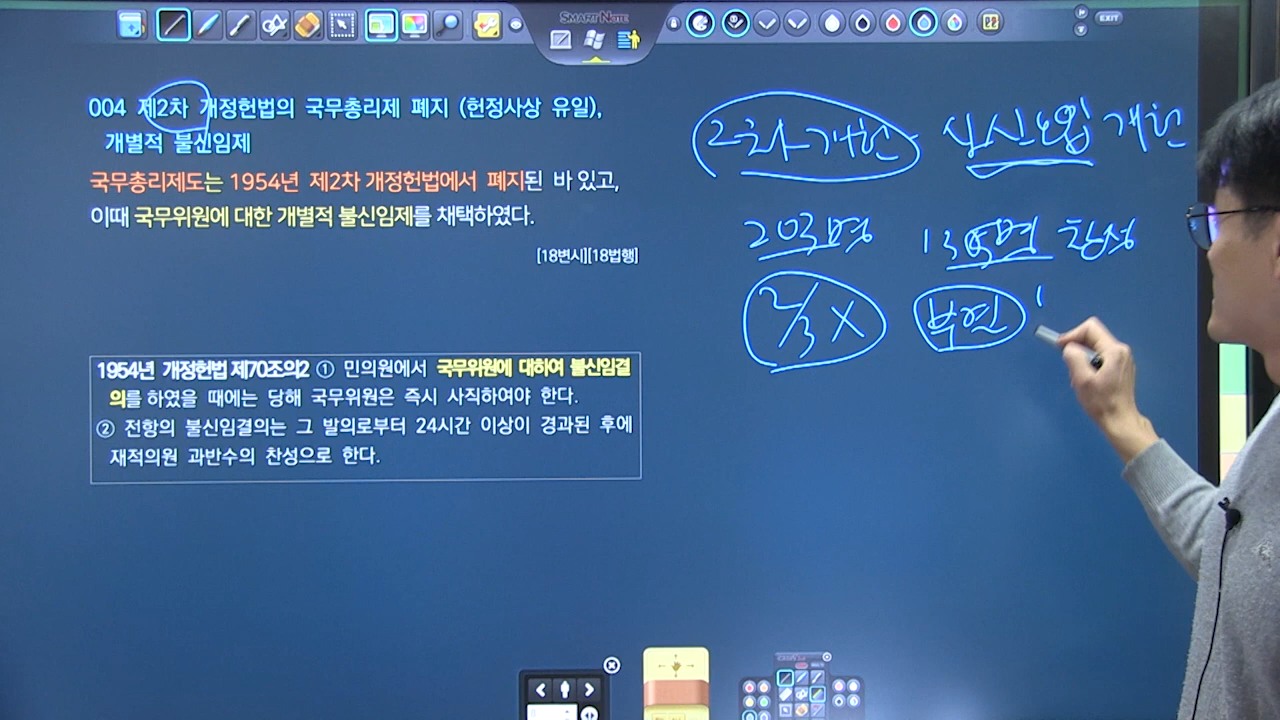 SMART NOTE
EXIT
004 제2차 개정헌법의 국무총리제 폐지 (헌정사상 유일),
개별적 불신임제
국무총리제도는 1954년 제2차 개정헌법에서 폐지된 바 있고,
이때 국무위원에 대한 개별적 불신임제를 채택하였다.
[18변시][18법행]
1954년 개정헌법 제70조의2 ① 민의원에서 국무위원에 대하여 불신임결
의를 하였을 때에는 당해 국무위원은 즉시 사직하여야 한다.
② 전항의 불신임결의는 그 발의로부터 24시간 이상이 경과된 후에
재적의원 과반수의 찬성으로 한다.
2차 개헌 사사오입 개헌
203명 135명 찬성
2/3 X 부결